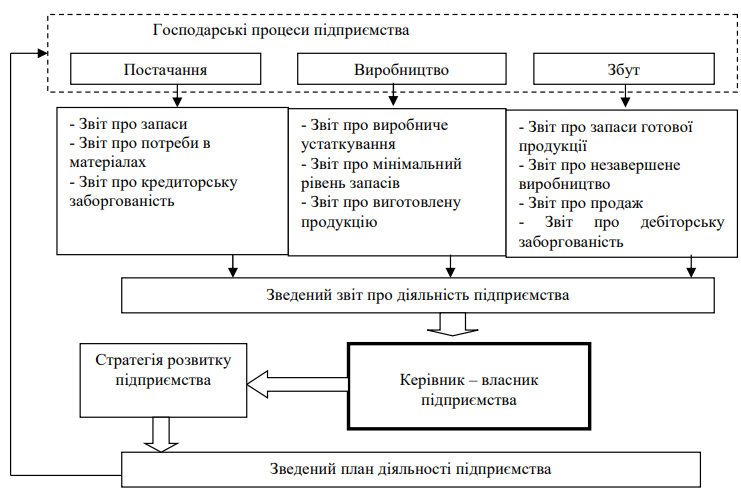 Господарські процеси підприємства
Постачання
Виробництво
Збут
- Звіт про запаси
- Звіт про потреби в
матеріалах
- Звіт про кредиторську
заборгованість
- Звіт про виробниче
устаткування
- Звіт про мінімальний
рівень запасів
- Звіт про виготовлену
продукцію
- Звіт про запаси готової
продукції
- Звіт про незавершене
виробництво
- Звіт про продаж
- Звіт про дебіторську
заборгованість
Зведений звіт про діяльність підприємства
Стратегія розвитку
підприємства
Керівник – власник
підприємства
Зведений план діяльності підприємства